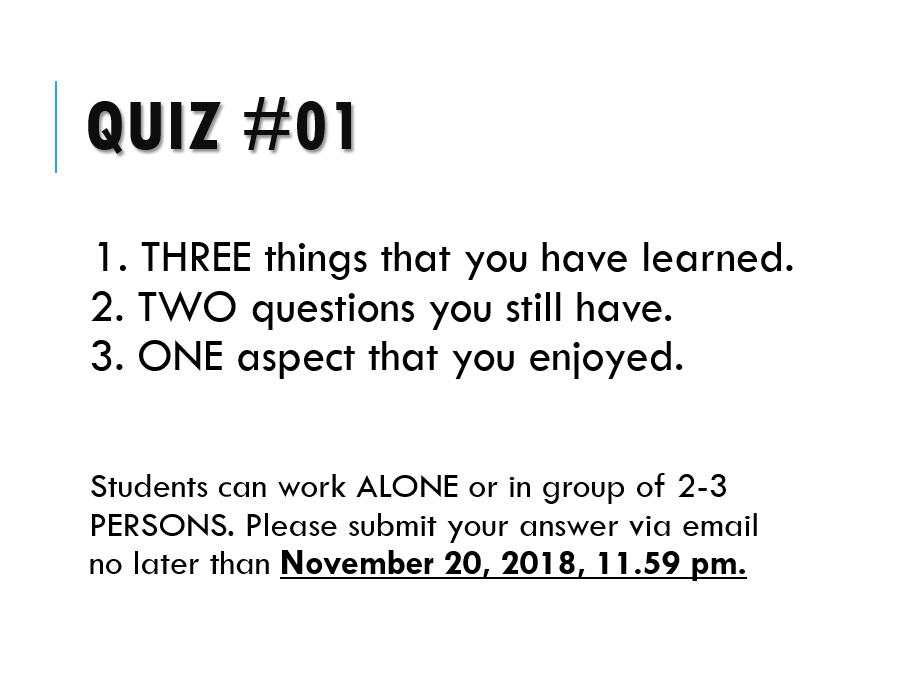 QUIZ #01
1. THREE things that you have learned.
2. TWO questions you still have.
3. ONE aspect that you enjoyed.
Students can work ALONE or in group of 2-3
PERSONS. Please submit your answer via email
no later than November 20, 2018, 11.59 pm.